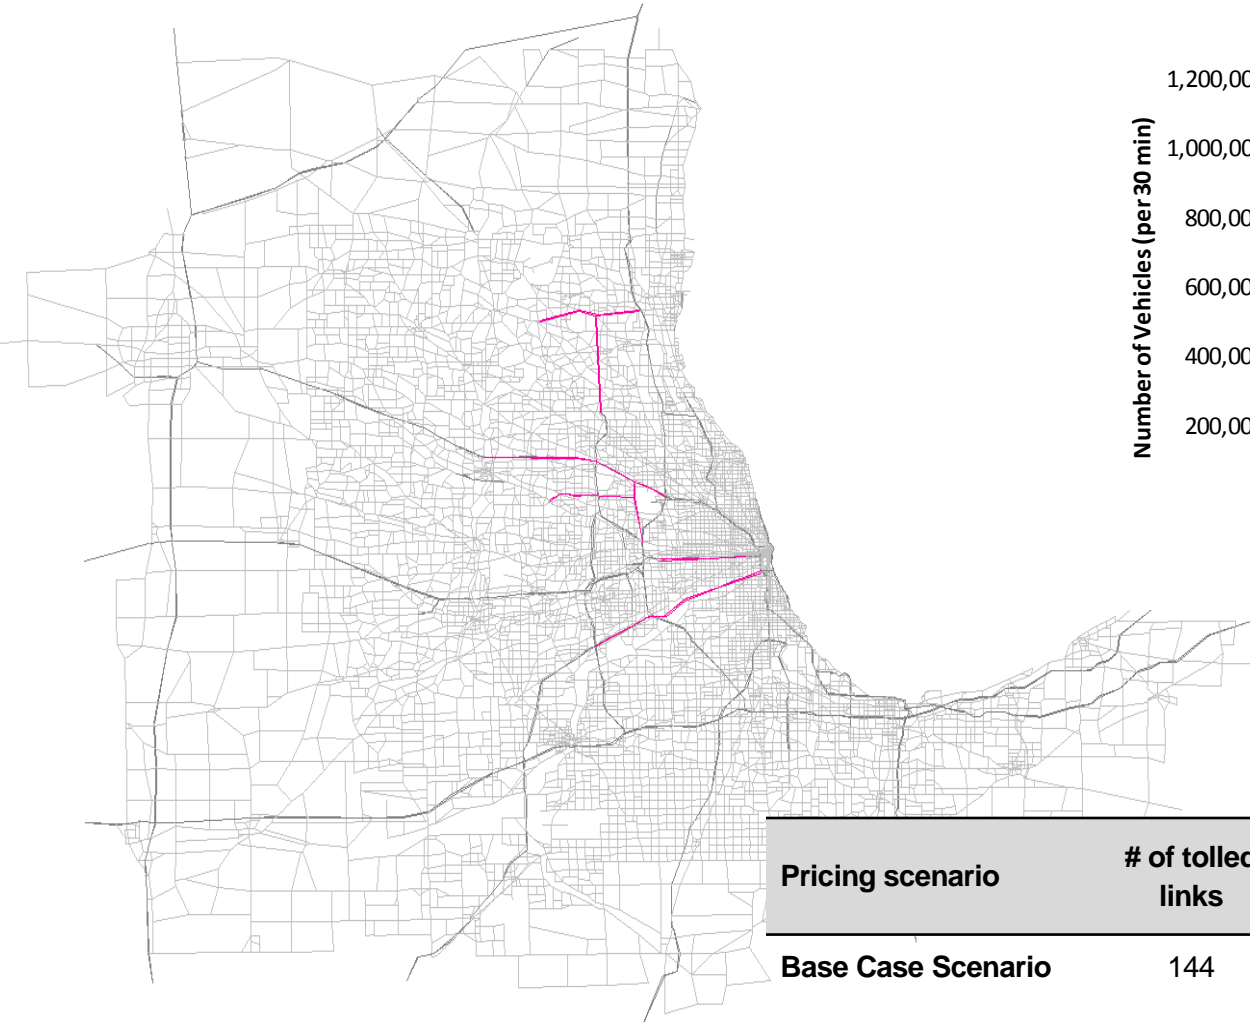 1,200,00
1,000,00
800,00
600,00
400,00
200,00
Number of Vehicles (per 30 min)
Pricing scenario
# of tolled
links
Base Case Scenario
144